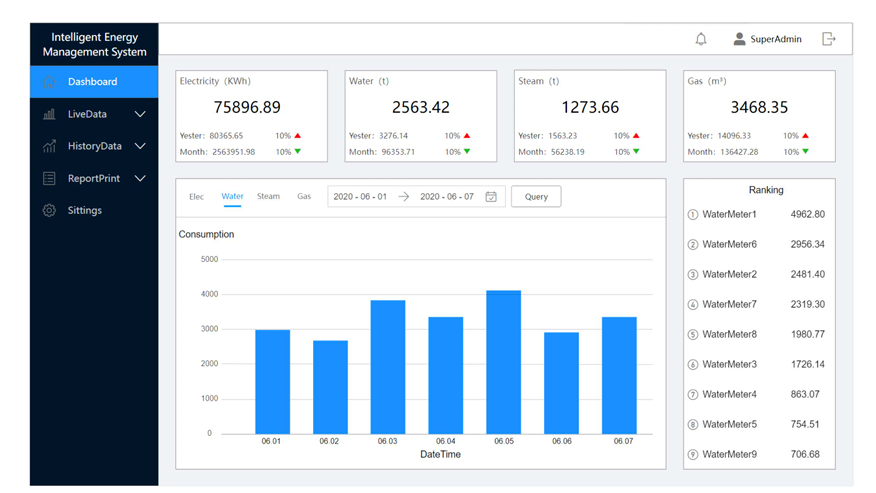 Intelligent Energy
Management System
SuperAdmin
Dashboard
LiveData
HistoryData
ReportPrint
Sittings
Electricity (KWh)
75896.89
Yester: 80365.65 10%
Month: 2563951.98 10%
Water (t)
2563.42
Yester: 3276.14 10%
Month: 96353.71 10%
Steam (t)
1273.66
Yester: 1563.23 10%
Month: 56238.19 10%
Gas (m³)
3468.35
Yester: 14096.33 10%
Month: 136427.28 10%
Elec Water Steam Gas 2020 - 06 - 01 → 2020 - 06 - 07 Query
Consumption
5000
4000
3000
2000
1000
0
06.01 06.02 06.03 06.04 06.05 06.06 06.07
DateTime
Ranking
① WaterMeter1 4962.80
② WaterMeter6 2956.34
③ WaterMeter2 2481.40
④ WaterMeter7 2319.30
⑤ WaterMeter8 1980.77
⑥ WaterMeter3 1726.14
⑦ WaterMeter4 863.07
⑧ WaterMeter5 754.51
⑨ WaterMeter9 706.68